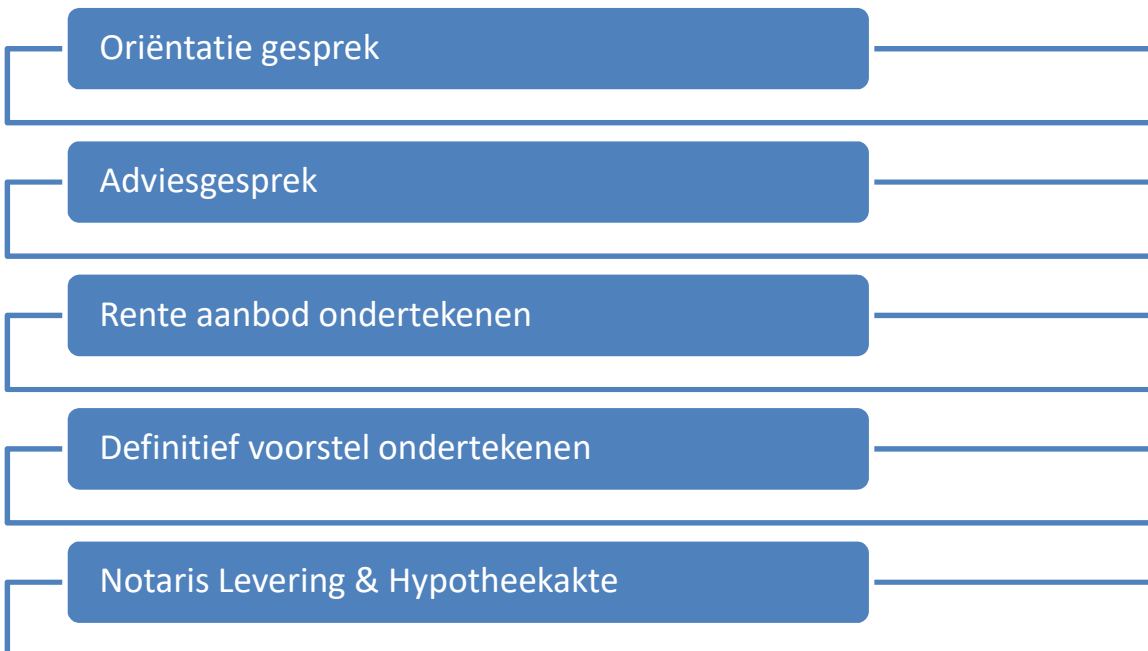 Oriëntatie gesprek
Adviesgesprek
Rente aanbod ondertekenen
Definitief voorstel ondertekenen
Notaris Levering & Hypotheekakte